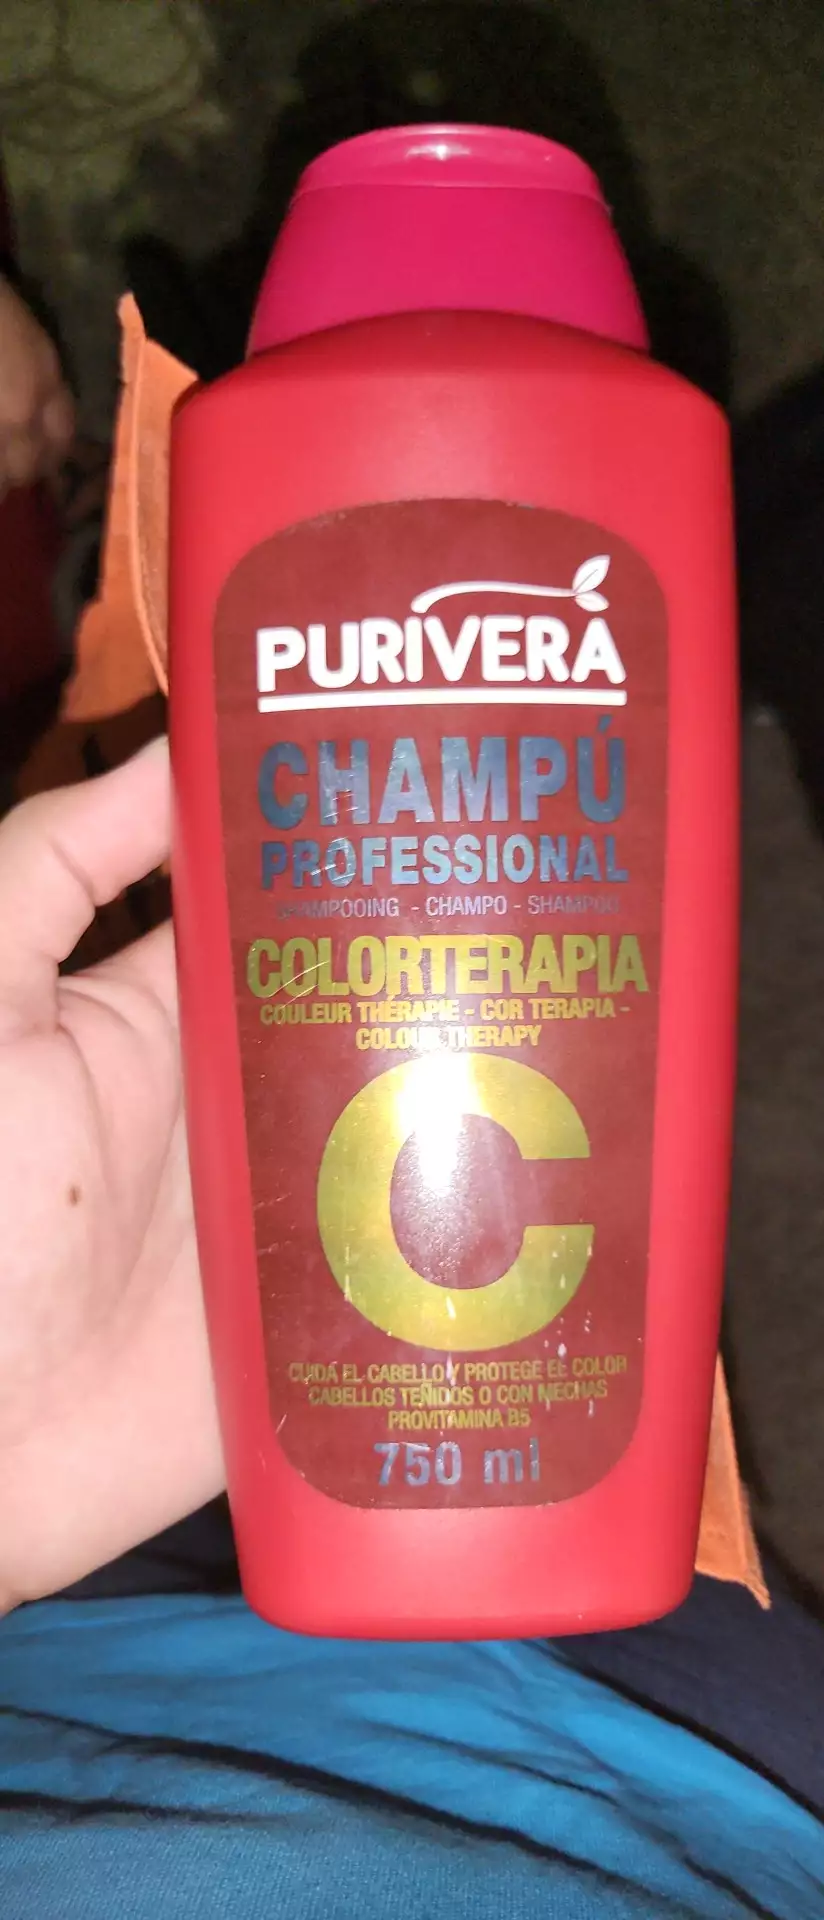 PURIVERA
CHAMPÚ
PROFESSIONAL
SHAMPOOING - CHAMPO - SHAMPOO
COLORTERAPIA
COULEUR THÉRAPIE - COR TERAPIA -
COLOUR THERAPY
C
CUIDA EL CABELLO Y PROTEGE EL COLOR
CABELLOS TEÑIDOS O CON MECHAS
PROVITAMINA B5
750 ml